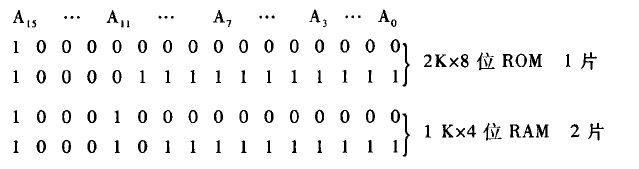 A₁₅ … A₁₁ … A₇ … A₃ … A₀
1 0 0 0 0 0 0 0 0 0 0 0 0 0 0 0
1 0 0 0 0 1 1 1 1 1 1 1 1 1 1 1
2K×8 位 ROM 1 片
1 0 0 0 1 0 0 0 0 0 0 0 0 0 0 0
1 0 0 0 1 0 1 1 1 1 1 1 1 1 1 1
1 K×4 位 RAM 2 片